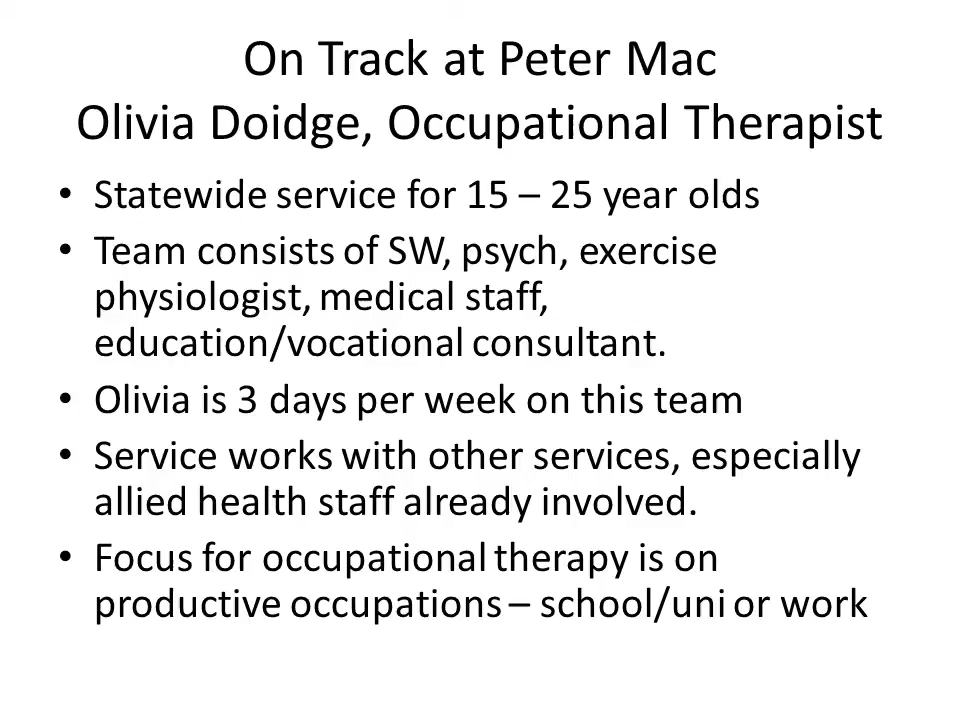 On Track at Peter Mac
Olivia Doidge, Occupational Therapist
• Statewide service for 15 – 25 year olds
• Team consists of SW, psych, exercise
physiologist, medical staff,
education/vocational consultant.
• Olivia is 3 days per week on this team
• Service works with other services, especially
allied health staff already involved.
• Focus for occupational therapy is on
productive occupations – school/uni or work